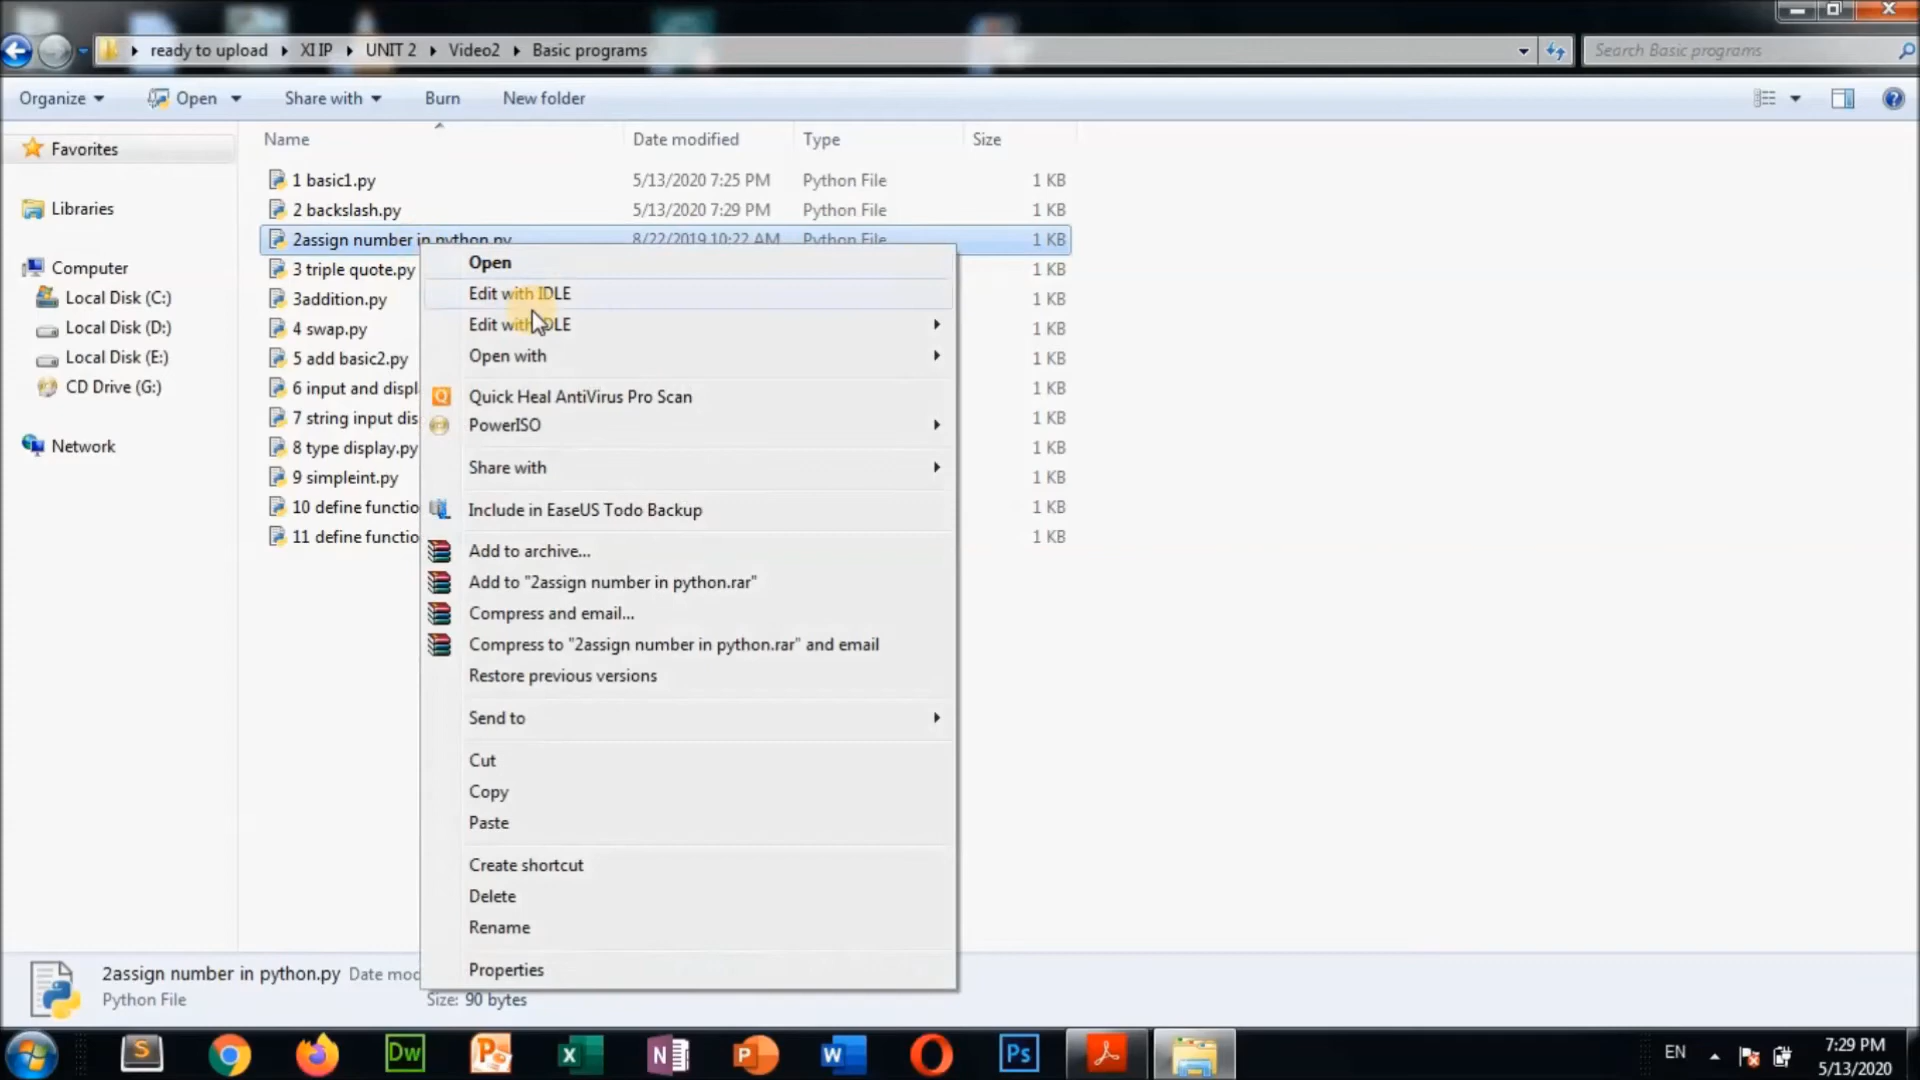 ready to upload XI IP UNIT 2 Video2 Basic programs
Search Basic programs
Organize Open Share with Burn New folder
Name Date modified Type Size
Favorites
Libraries
Computer
Local Disk (C:)
Local Disk (D:)
Local Disk (E:)
CD Drive (G:)
Network
1 basic1.py 5/13/2020 7:25 PM Python File 1 KB
2 backslash.py 5/13/2020 7:29 PM Python File 1 KB
2assign number in python.py 8/22/2019 10:22 AM Python File 1 KB
3 triple quote.py 1 KB
3addition.py 1 KB
4 swap.py 1 KB
5 add basic2.py 1 KB
6 input and displ 1 KB
7 string input dis 1 KB
8 type display.py 1 KB
9 simpleint.py 1 KB
10 define functio 1 KB
11 define functio 1 KB
Open
Edit with IDLE
Edit with IDLE
Open with
Quick Heal AntiVirus Pro Scan
PowerISO
Share with
Include in EaseUS Todo Backup
Add to archive...
Add to "2assign number in python.rar"
Compress and email...
Compress to "2assign number in python.rar" and email
Restore previous versions
Send to
Cut
Copy
Paste
Create shortcut
Delete
Rename
Properties
2assign number in python.py Date mod
Python File Size: 90 bytes
S Dw P X N P W Ps
EN
7:29 PM
5/13/2020